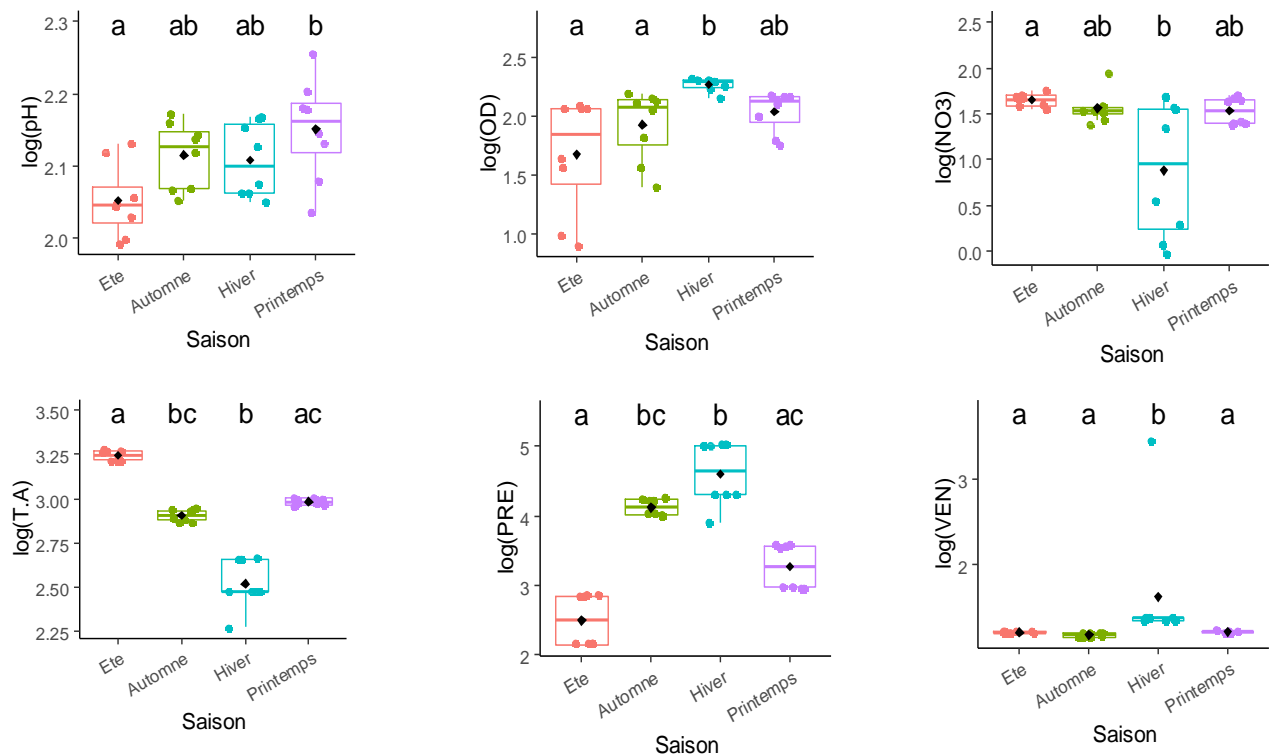 log(pH)
2.3
2.2
2.1
2.0
a ab ab b
Ete Automne Hiver Printemps
Saison
log(OD)
2.5
2.0
1.5
1.0
a a b ab
Ete Automne Hiver Printemps
Saison
log(NO3)
2.5
2.0
1.5
1.0
0.5
0.0
a ab b ab
Ete Automne Hiver Printemps
Saison
log(T.A)
3.50
3.25
3.00
2.75
2.50
2.25
a bc b ac
Ete Automne Hiver Printemps
Saison
log(PRE)
5
4
3
2
a bc b ac
Ete Automne Hiver Printemps
Saison
log(VEN)
3
2
a a b a
Ete Automne Hiver Printemps
Saison